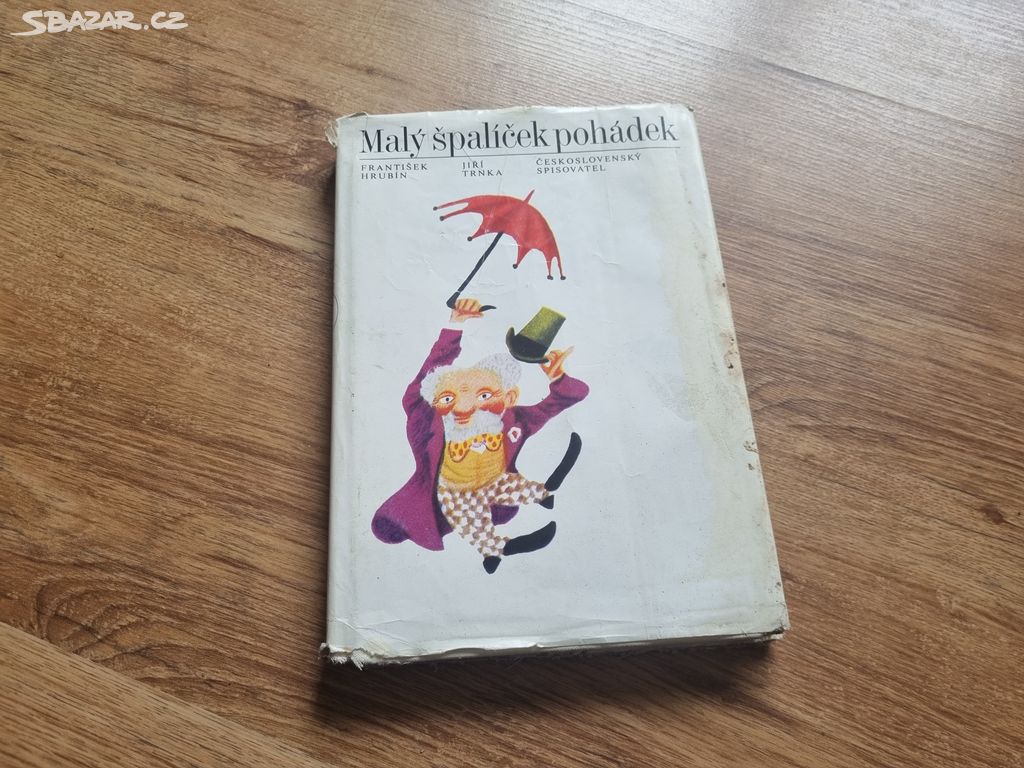 SBAZAR.CZ
Malý špalíček pohádek
FRANTIŠEK JIŘÍ ČESKOSLOVENSKÝ
HRUBÍN TRNKA SPISOVATEL